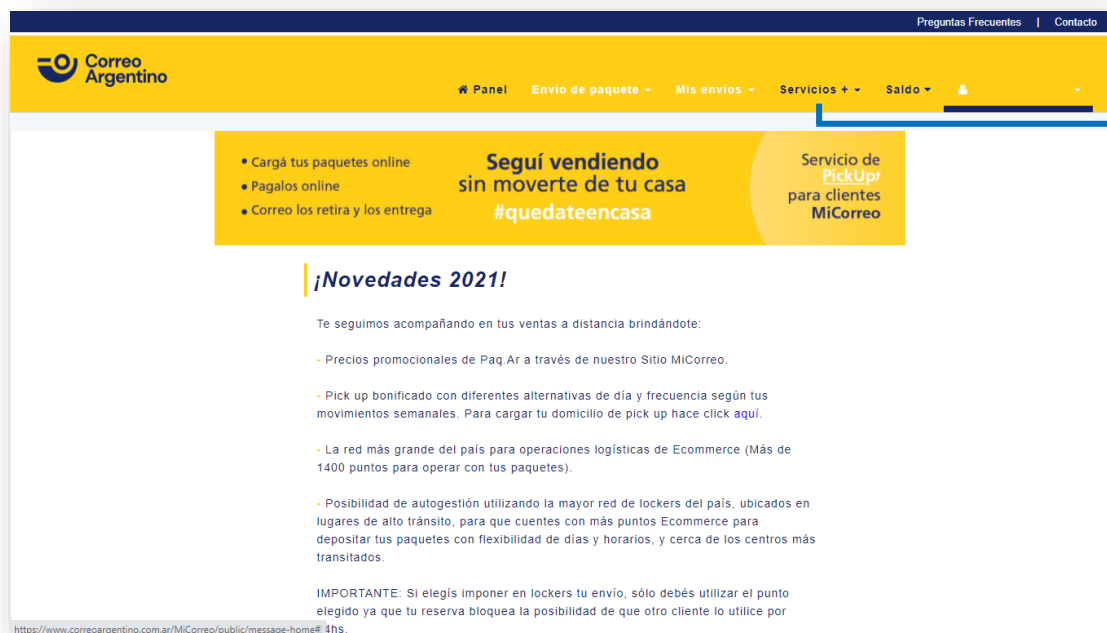 Preguntas Frecuentes | Contacto
Correo
Argentino
Panel Envío de paquete Mis envíos Servicios + Saldo
• Cargá tus paquetes online
• Pagalos online
• Correo los retira y los entrega
Seguí vendiendo
sin moverte de tu casa
#quedateencasa
Servicio de
PickUp!
para clientes
MiCorreo
¡Novedades 2021!
Te seguimos acompañando en tus ventas a distancia brindándote:
- Precios promocionales de Paq.Ar a través de nuestro Sitio MiCorreo.
- Pick up bonificado con diferentes alternativas de día y frecuencia según tus
movimientos semanales. Para cargar tu domicilio de pick up hace click aquí.
- La red más grande del país para operaciones logísticas de Ecommerce (Más de
1400 puntos para operar con tus paquetes).
- Posibilidad de autogestión utilizando la mayor red de lockers del país, ubicados en
lugares de alto tránsito, para que cuentes con más puntos Ecommerce para
depositar tus paquetes con flexibilidad de días y horarios, y cerca de los centros más
transitados.
IMPORTANTE: Si elegís imponer en lockers tu envío, sólo debés utilizar el punto
elegido ya que tu reserva bloquea la posibilidad de que otro cliente lo utilice por
4hs.
https://www.correoargentino.com.ar/MiCorreo/public/message-home#